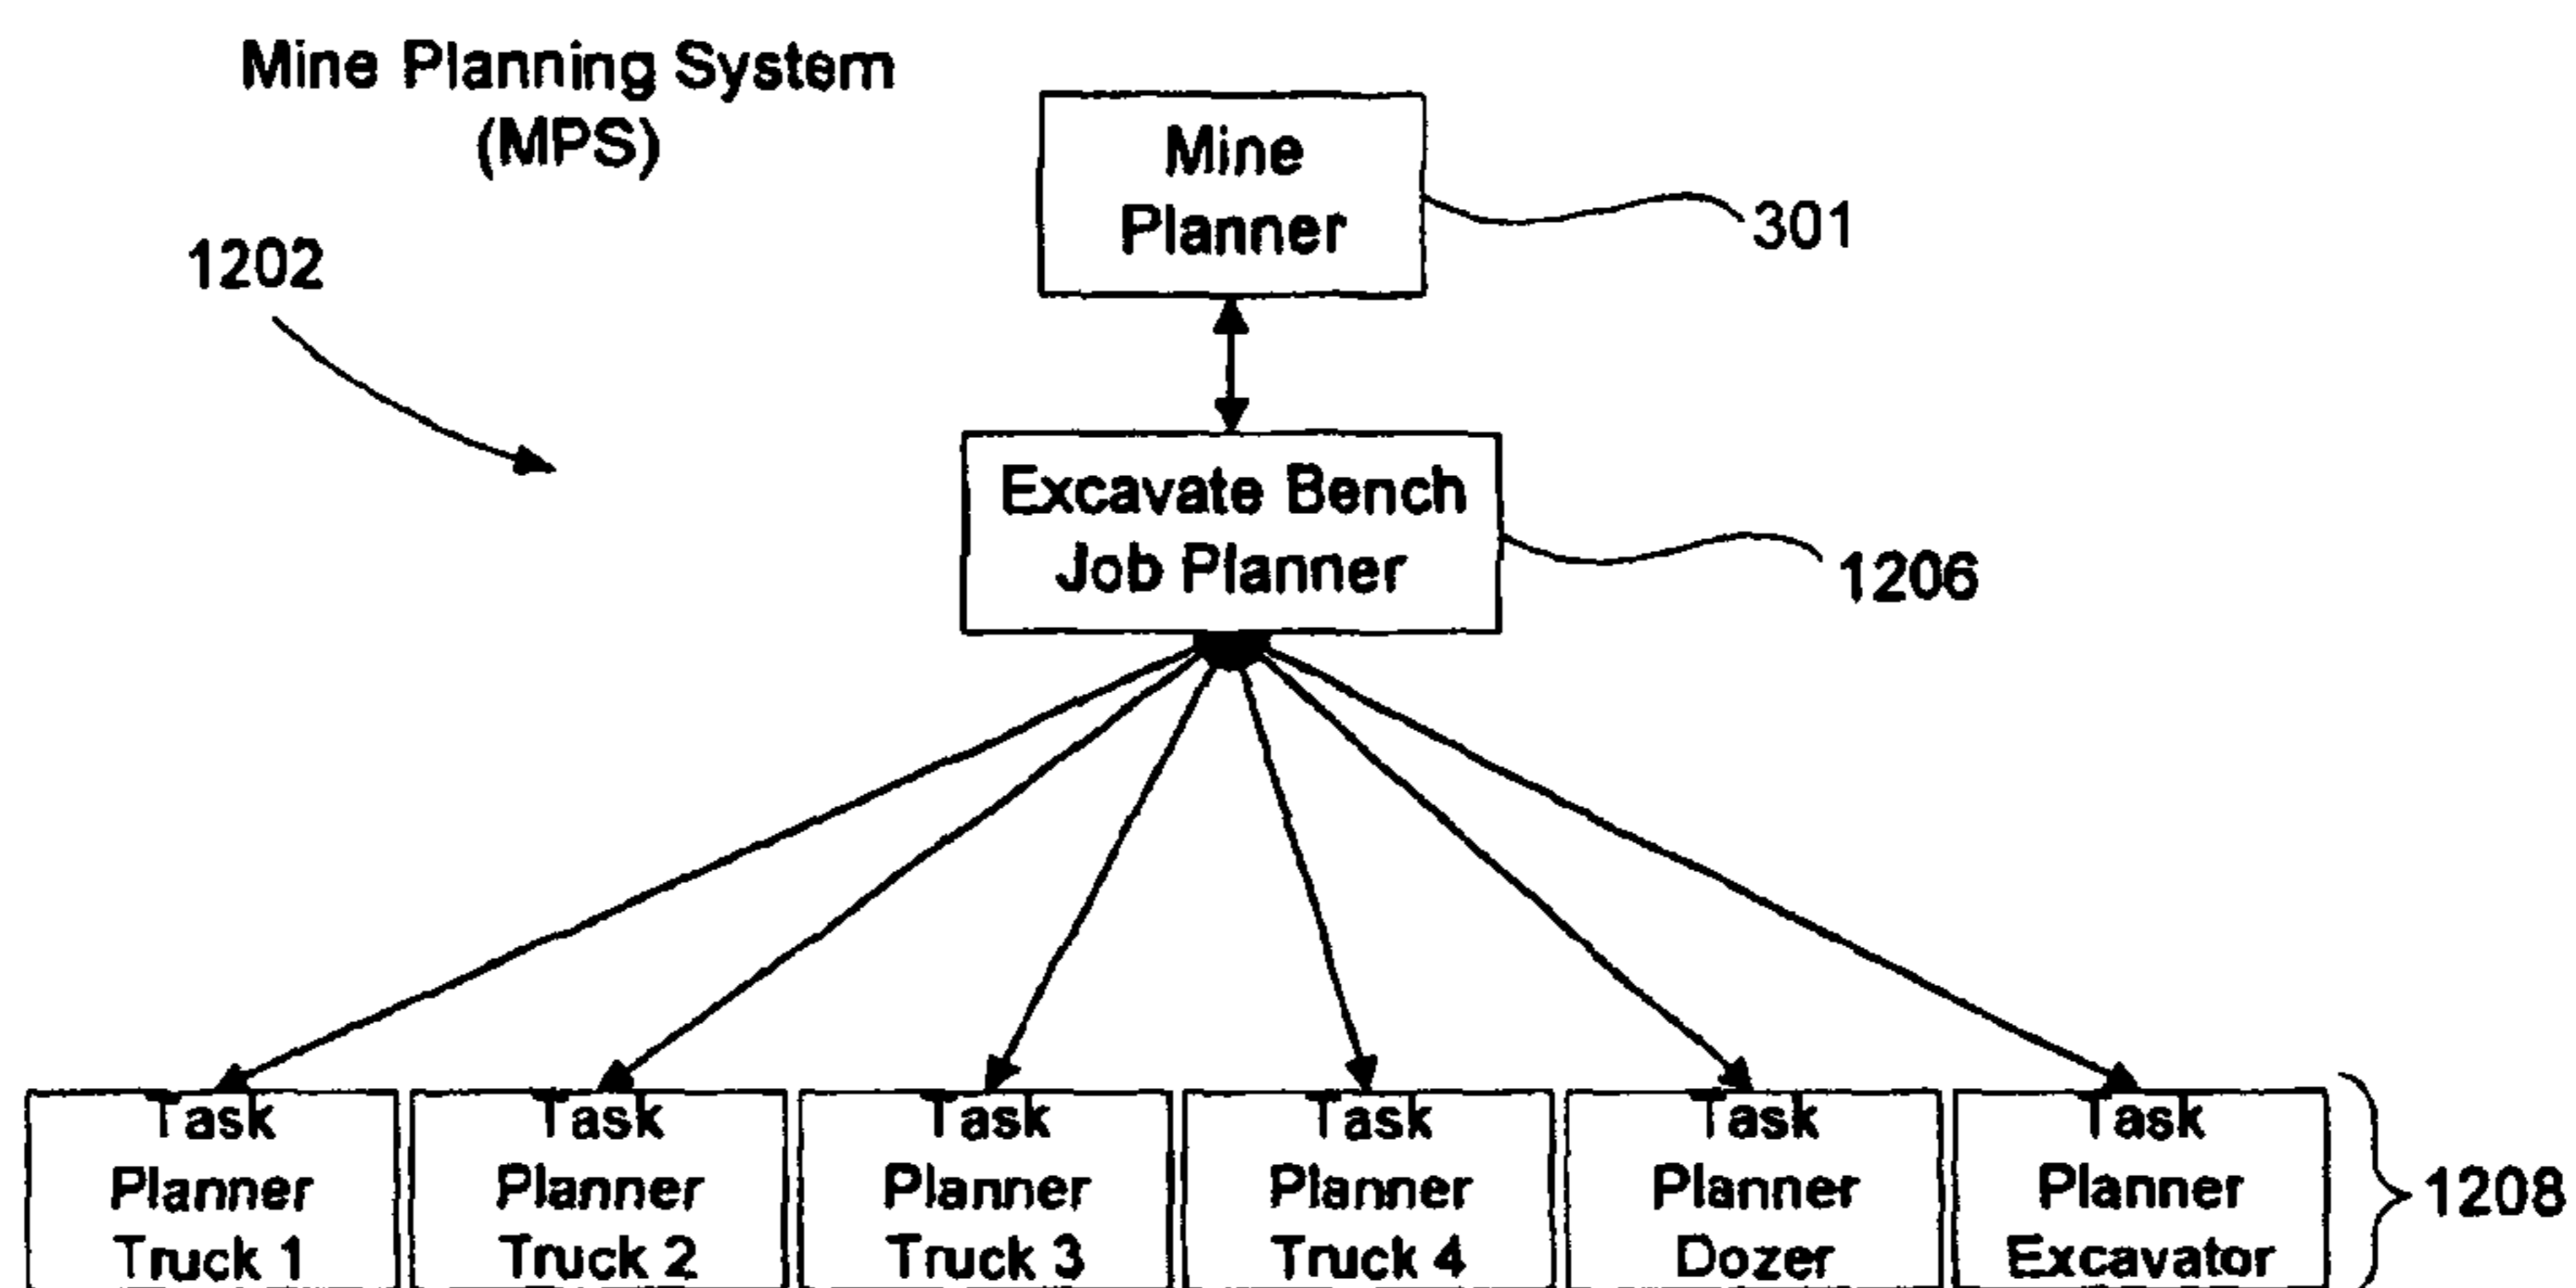 Mine Planning System
(MPS)
1202
Mine
Planner
301
Excavate Bench
Job Planner
1206
Task
Planner
Truck 1
Task
Planner
Truck 2
Task
Planner
Truck 3
Task
Planner
Truck 4
Task
Planner
Dozer
Task
Planner
Excavator
1208